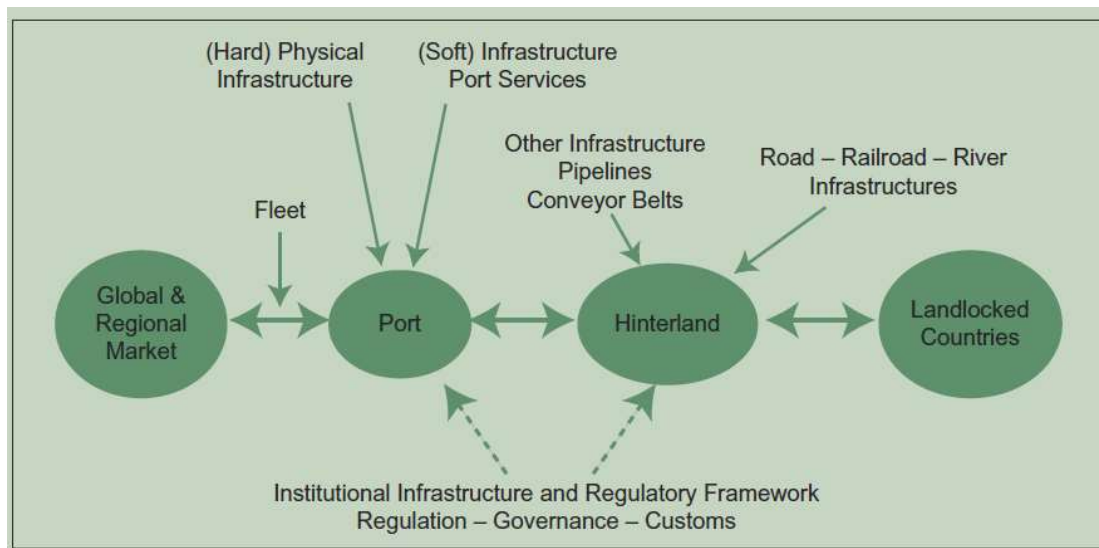 (Hard) Physical
Infrastructure
(Soft) Infrastructure
Port Services
Other Infrastructure
Pipelines
Conveyor Belts
Road – Railroad – River
Infrastructures
Fleet
Global &
Regional
Market
Port
Hinterland
Landlocked
Countries
Institutional Infrastructure and Regulatory Framework
Regulation – Governance – Customs